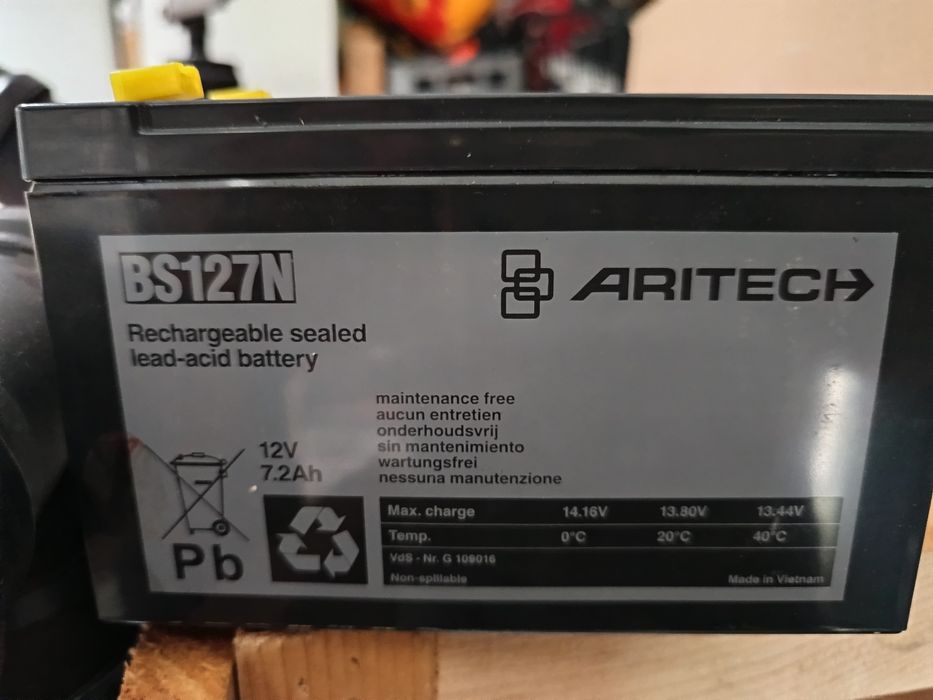 BS127N
ARITECH
Rechargeable sealed
lead-acid battery
maintenance free
aucun entretien
onderhoudsvrij
sin mantenimiento
wartungsfrei
nessuna manutenzione
12V
7.2Ah
Pb
Max. charge 14.16V 13.80V 13.44V
Temp. 0°C 20°C 40°C
VdS - Nr. G 109016
Non-spillable Made in Vietnam